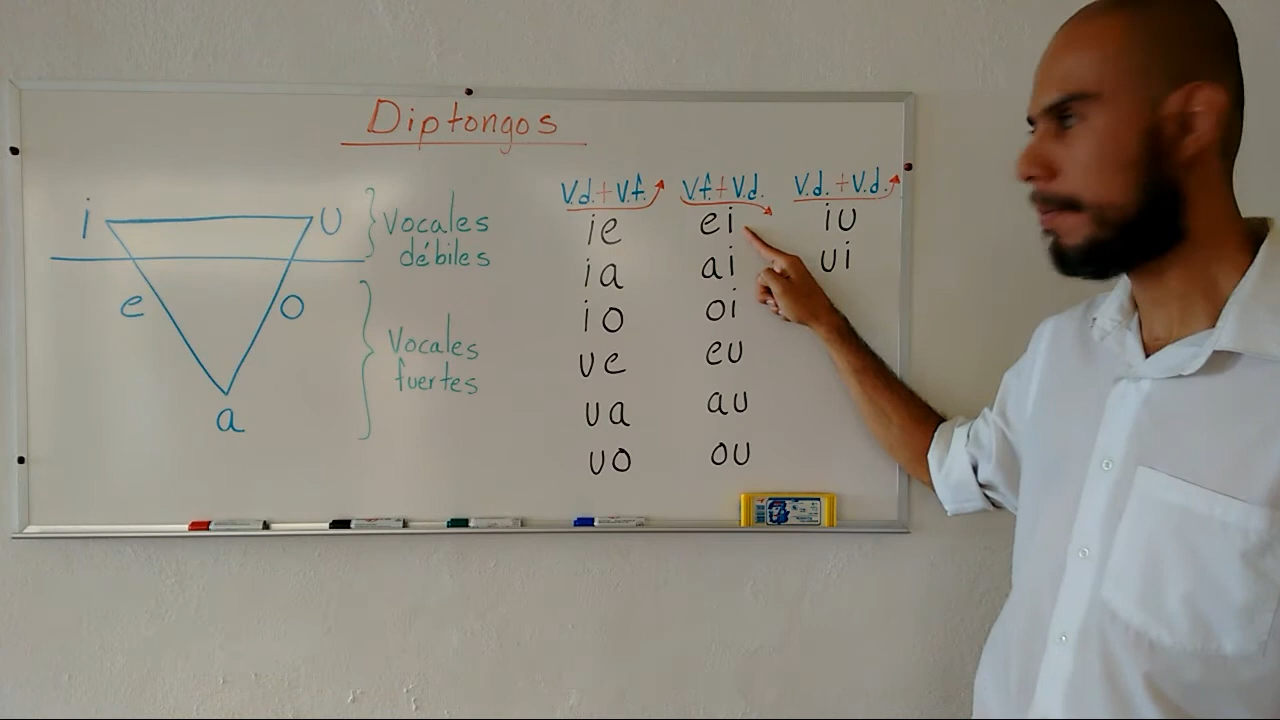 Diptongos
i u
Vocales
débiles
e o
Vocales
fuertes
a
V.d.+V.f. V.f.+V.d. V.d.+V.d.
ie ei iu
ia ai ui
io oi
ue eu
ua au
uo ou